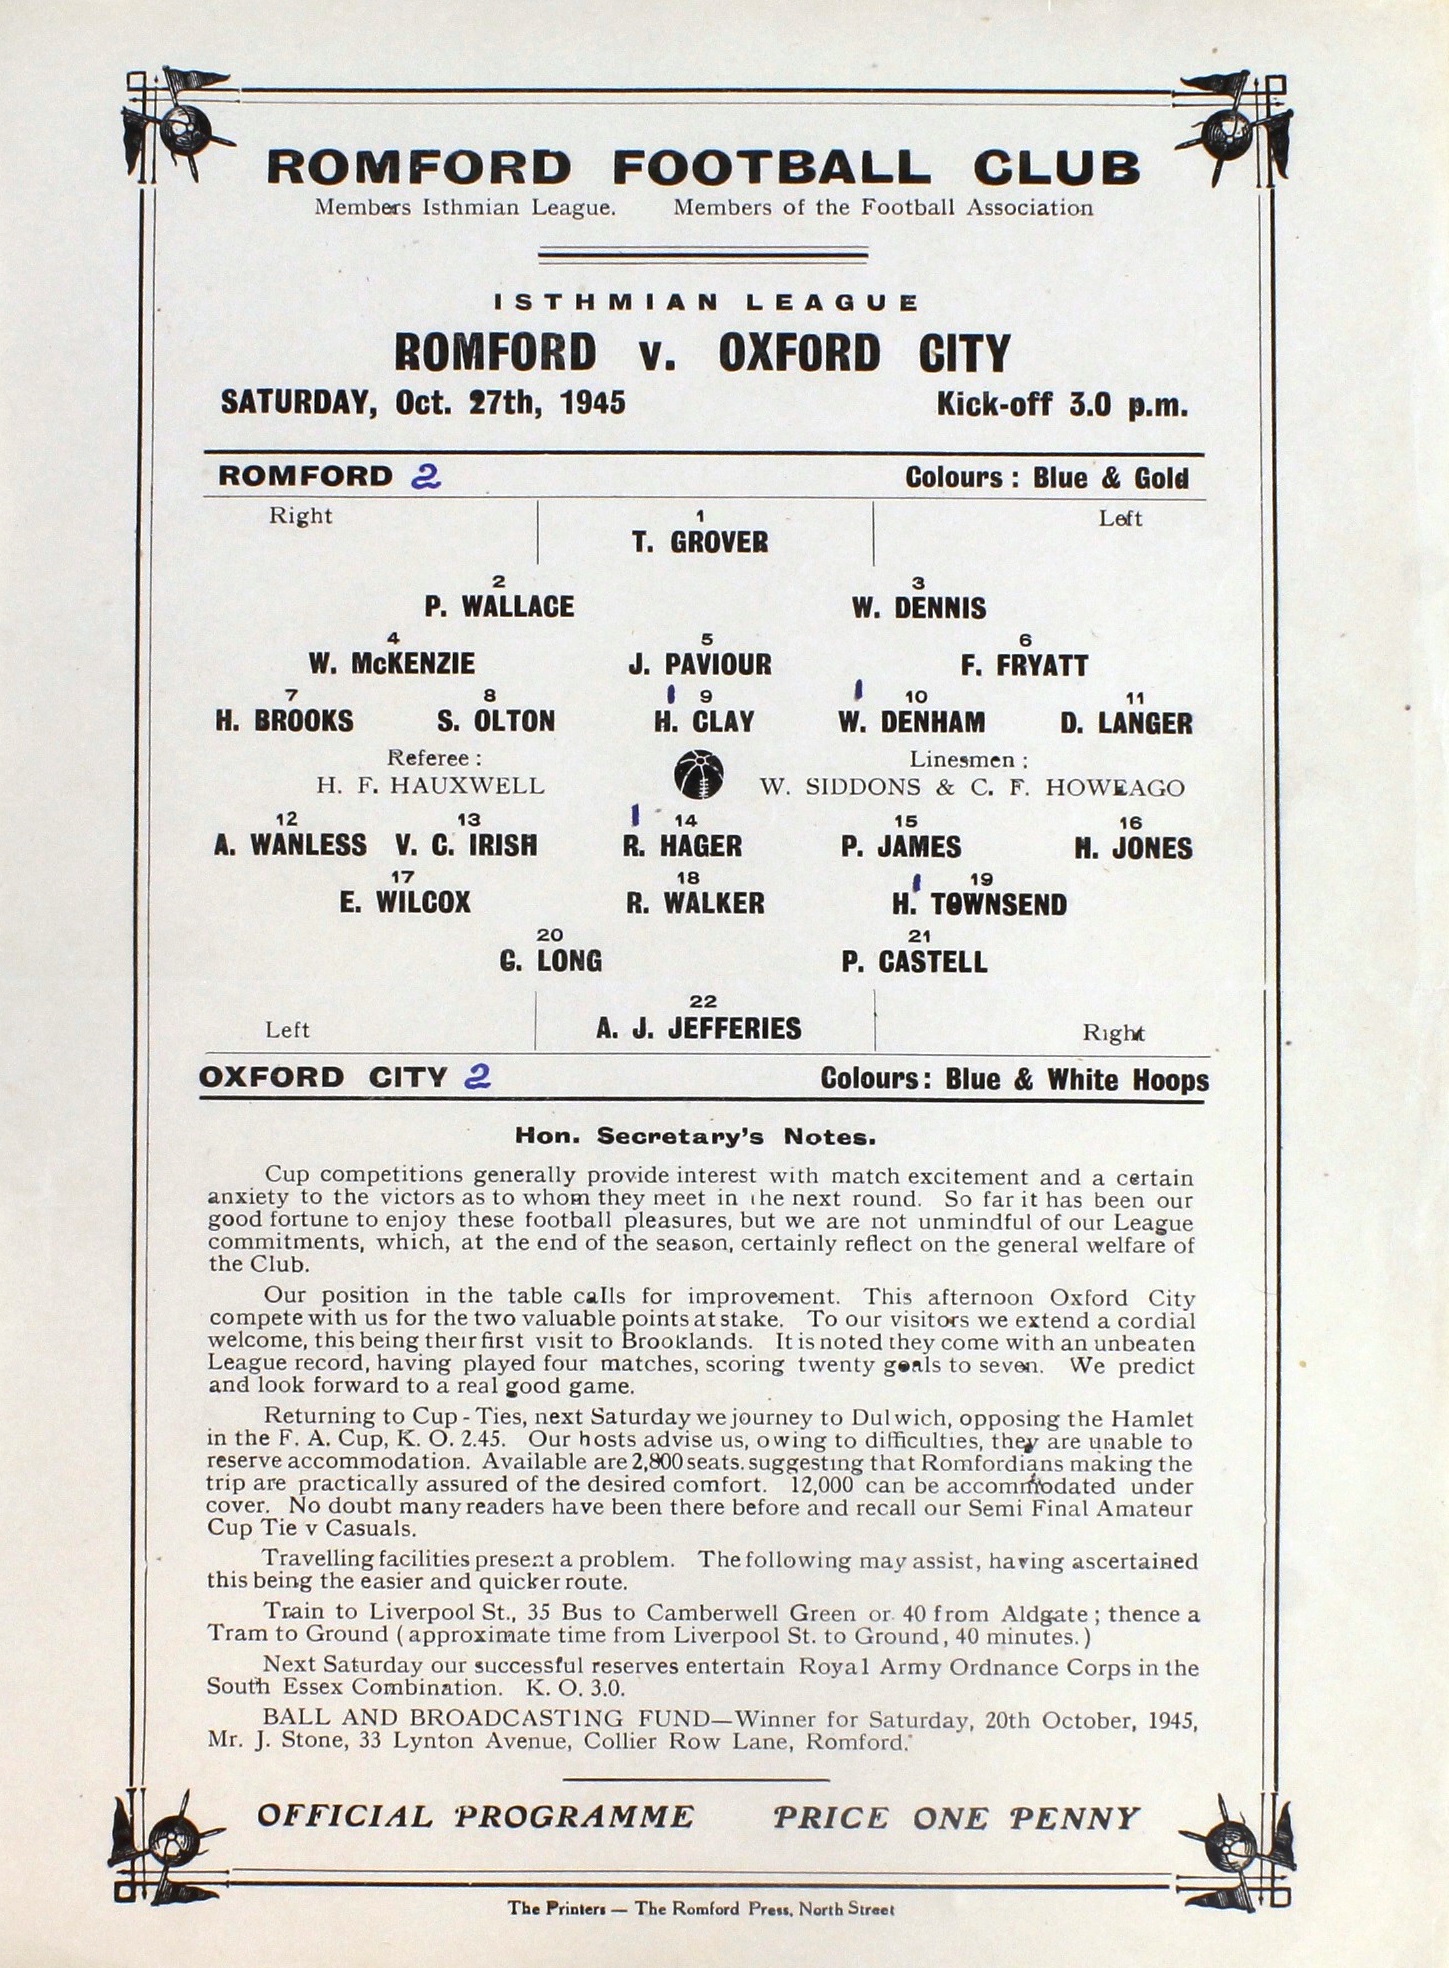 ROMFORD FOOTBALL CLUB
Members Isthmian League. Members of the Football Association
ISTHMIAN LEAGUE
ROMFORD v. OXFORD CITY
SATURDAY, Oct. 27th, 1945 Kick-off 3.0 p.m.
ROMFORD 2 Colours : Blue & Gold
Right 1 Left
T. GROVER
2 3
P. WALLACE W. DENNIS
4 5 6
W. McKENZIE J. PAVIOUR F. FRYATT
7 8 1 9 1 10 11
H. BROOKS S. OLTON H. CLAY W. DENHAM D. LANGER
Referee : Linesmen :
H. F. HAUXWELL W. SIDDONS & C. F. HOWEAGO
12 13 1 14 15 16
A. WANLESS V. C. IRISH R. HAGER P. JAMES H. JONES
17 18 1 19
E. WILCOX R. WALKER H. TOWNSEND
20 21
G. LONG P. CASTELL
22
Left A. J. JEFFERIES Right
OXFORD CITY 2 Colours: Blue & White Hoops
Hon. Secretary's Notes.
Cup competitions generally provide interest with match excitement and a certain
anxiety to the victors as to whom they meet in the next round. So far it has been our
good fortune to enjoy these football pleasures, but we are not unmindful of our League
commitments, which, at the end of the season, certainly reflect on the general welfare of
the Club.
Our position in the table calls for improvement. This afternoon Oxford City
compete with us for the two valuable points at stake. To our visitors we extend a cordial
welcome, this being their first visit to Brooklands. It is noted they come with an unbeaten
League record, having played four matches, scoring twenty goals to seven. We predict
and look forward to a real good game.
Returning to Cup - Ties, next Saturday we journey to Dulwich, opposing the Hamlet
in the F. A. Cup, K. O. 2.45. Our hosts advise us, owing to difficulties, they are unable to
reserve accommodation. Available are 2,800 seats. suggesting that Romfordians making the
trip are practically assured of the desired comfort. 12,000 can be accommodated under
cover. No doubt many readers have been there before and recall our Semi Final Amateur
Cup Tie v Casuals.
Travelling facilities present a problem. The following may assist, having ascertained
this being the easier and quicker route.
Train to Liverpool St., 35 Bus to Camberwell Green or 40 from Aldgate ; thence a
Tram to Ground ( approximate time from Liverpool St. to Ground, 40 minutes. )
Next Saturday our successful reserves entertain Royal Army Ordnance Corps in the
South Essex Combination. K. O. 3.0.
BALL AND BROADCASTING FUND—Winner for Saturday, 20th October, 1945,
Mr. J. Stone, 33 Lynton Avenue, Collier Row Lane, Romford.
OFFICIAL PROGRAMME PRICE ONE PENNY
The Printers — The Romford Press, North Street